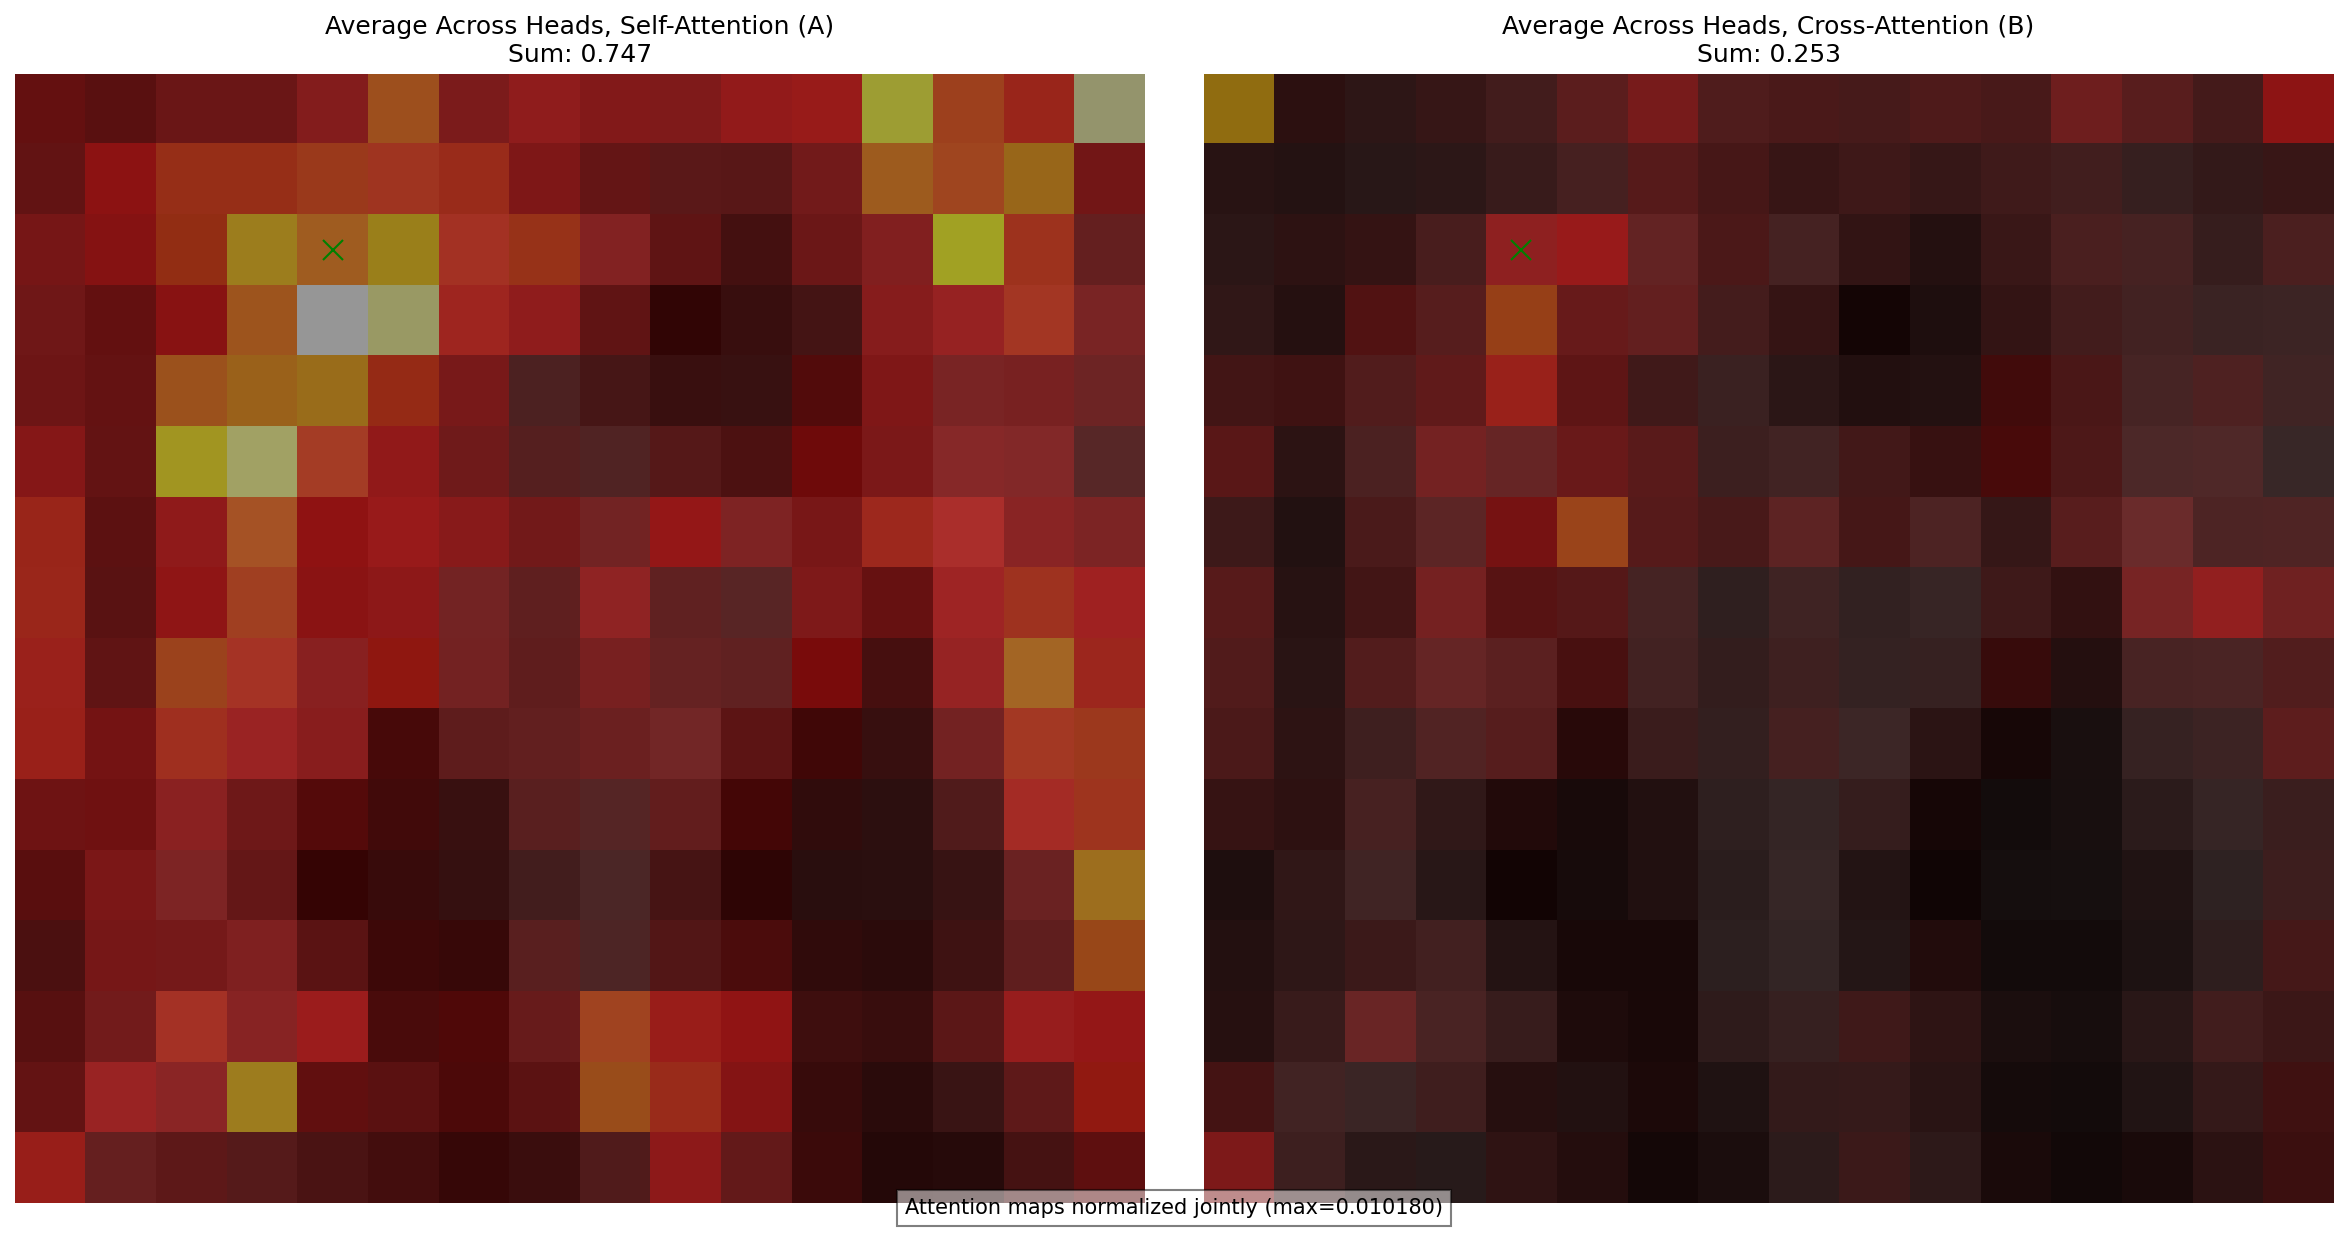 Average Across Heads, Self-Attention (A)
Sum: 0.747
Average Across Heads, Cross-Attention (B)
Sum: 0.253
Attention maps normalized jointly (max=0.010180)